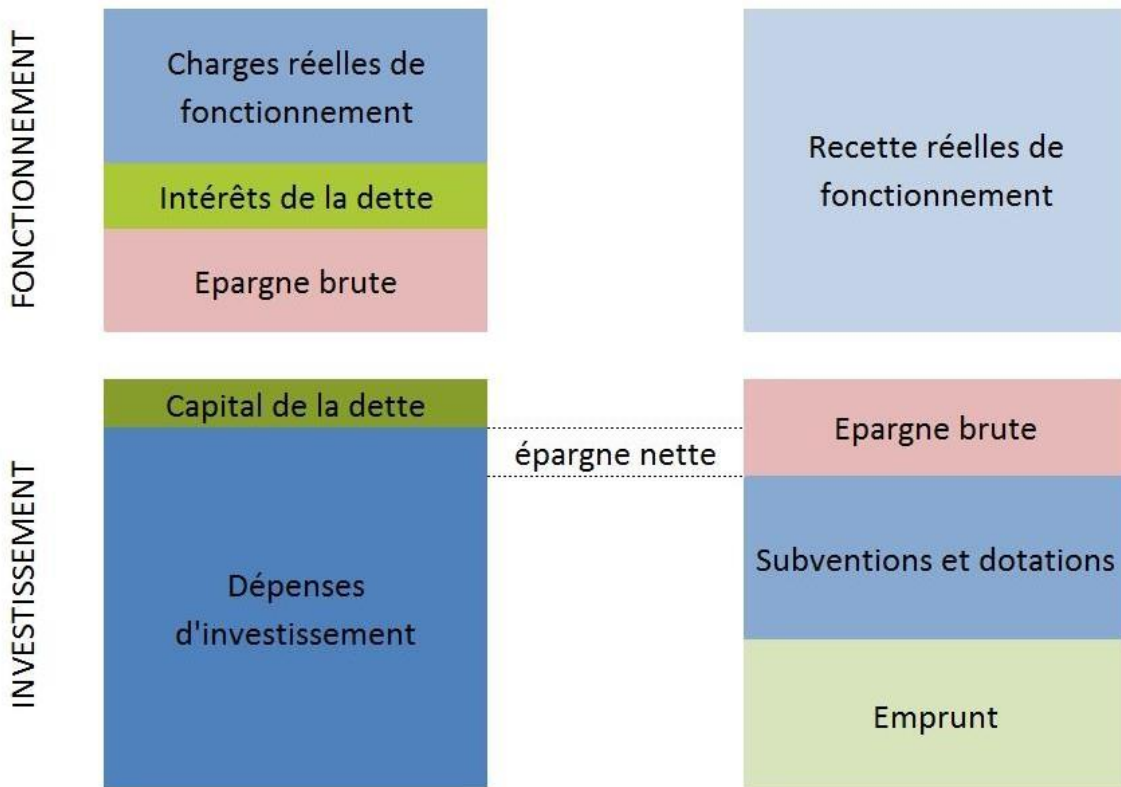 FONCTIONNEMENT
Charges réelles de
fonctionnement
Intérêts de la dette
Epargne brute
Recette réelles de
fonctionnement
INVESTISSEMENT
Capital de la dette
Dépenses
d'investissement
épargne nette
Epargne brute
Subventions et dotations
Emprunt